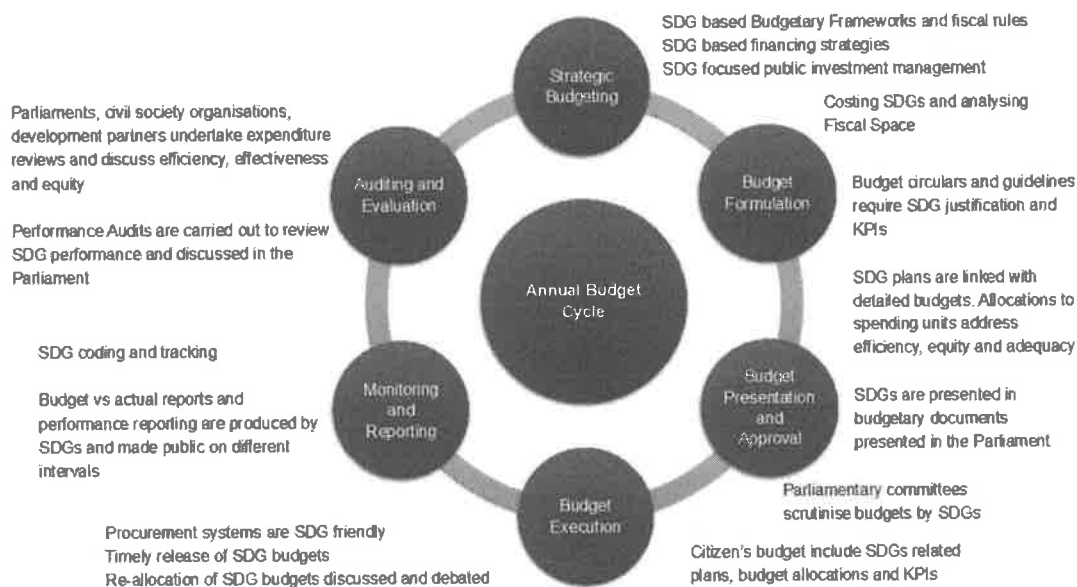 SDG based Budgetary Frameworks and fiscal rules
SDG based financing strategies
SDG focused public investment management
Strategic
Budgeting
Costing SDGs and analysing
Fiscal Space
Budget
Formulation
Budget circulars and guidelines
require SDG justification and
KPIs
SDG plans are linked with
detailed budgets. Allocations to
spending units address
efficiency, equity and adequacy
Budget
Presentation
and
Approval
SDGs are presented in
budgetary documents
presented in the Parliament
Parliamentary committees
scrutinise budgets by SDGs
Citizen's budget include SDGs related
plans, budget allocations and KPIs
Budget
Execution
Procurement systems are SDG friendly
Timely release of SDG budgets
Re-allocation of SDG budgets discussed and debated
Monitoring
and
Reporting
SDG coding and tracking
Budget vs actual reports and
performance reporting are produced by
SDGs and made public on different
intervals
Auditing and
Evaluation
Parliaments, civil society organisations,
development partners undertake expenditure
reviews and discuss efficiency, effectiveness
and equity
Performance Audits are carried out to review
SDG performance and discussed in the
Parliament
Annual Budget
Cycle